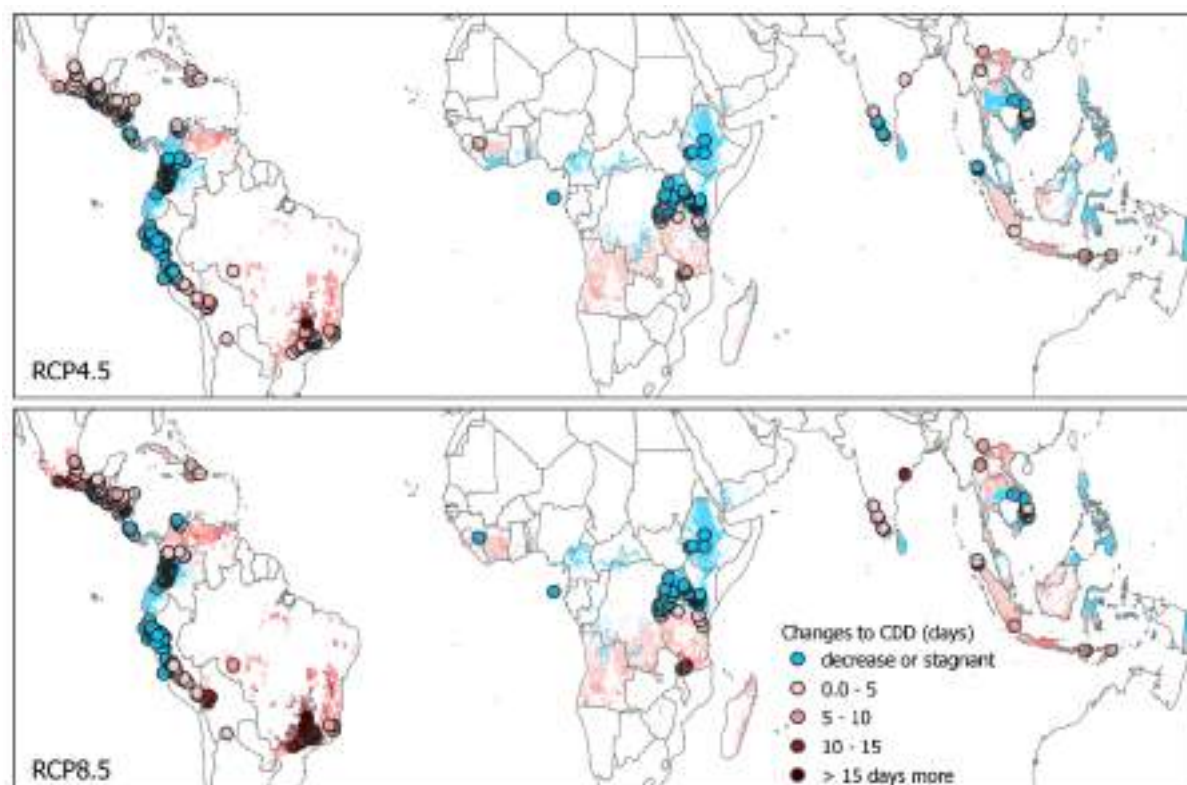 RCP4.5
Changes to CDD (days)
decrease or stagnant
0.0 - 5
5 - 10
10 - 15
> 15 days more
RCP8.5